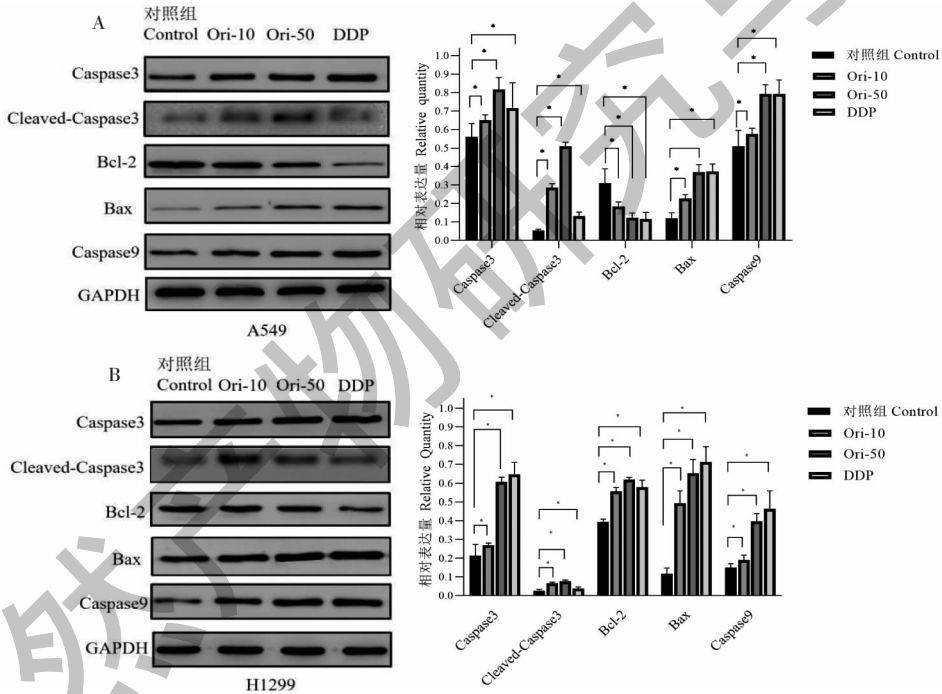 A
对照组
Control Ori-10 Ori-50 DDP
Caspase3
Cleaved-Caspase3
Bcl-2
Bax
Caspase9
GAPDH
A549
相对表达量 Relative quantity
1.0
0.9
0.8
0.7
0.6
0.5
0.4
0.3
0.2
0.1
0.0
* * * * * * * * * * * * * * *
Caspase3
Cleaved-Caspase3
Bcl-2
Bax
Caspase9
对照组 Control
Ori-10
Ori-50
DDP
B
对照组
Control Ori-10 Ori-50 DDP
Caspase3
Cleaved-Caspase3
Bcl-2
Bax
Caspase9
GAPDH
H1299
相对表达量 Relative Quantity
1.0
0.9
0.8
0.7
0.6
0.5
0.4
0.3
0.2
0.1
0.0
* * * * * * * * * * * * * * *
Caspase3
Cleaved-Caspase3
Bcl-2
Bax
Caspase9
对照组 Control
Ori-10
Ori-50
DDP
然产物研究与